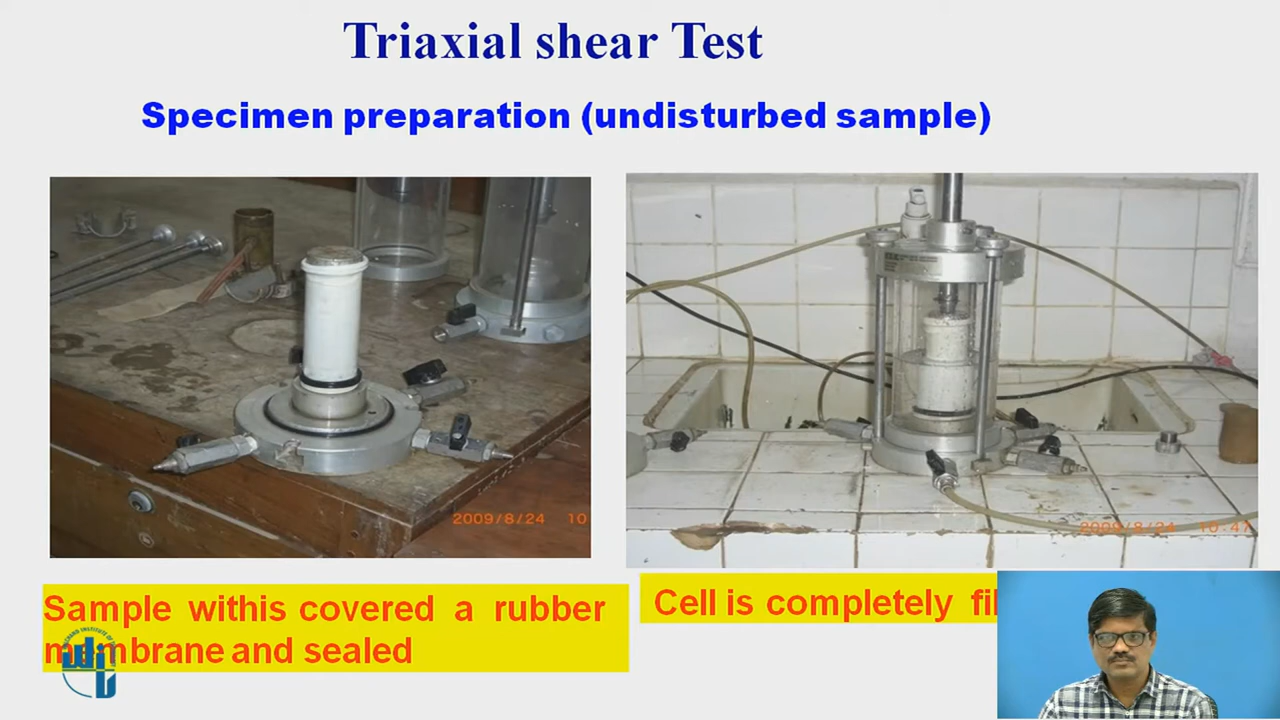 Triaxial shear Test
Specimen preparation (undisturbed sample)
2009/8/24 10
2009/8/24 10:47
Sample withis covered a rubber
membrane and sealed
Cell is completely